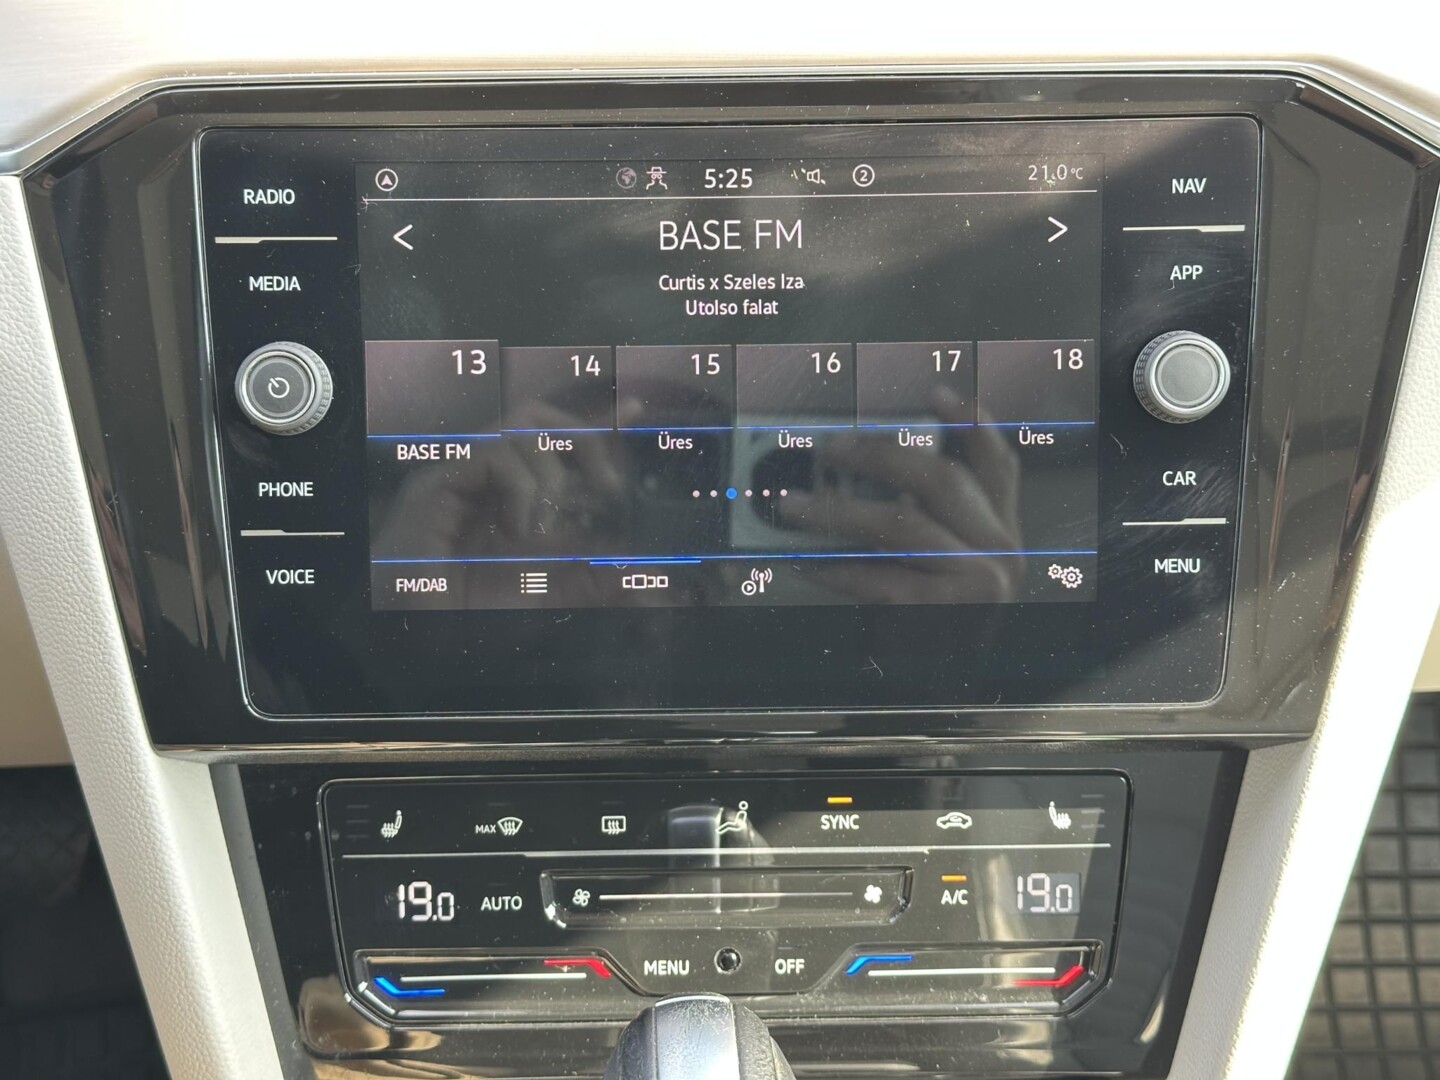 RADIO
MEDIA
PHONE
VOICE
5:25
2
21.0°C
BASE FM
Curtis x Szeles Iza
Utolso falat
13 14 15 16 17 18
BASE FM Üres Üres Üres Üres Üres
FM/DAB
NAV
APP
CAR
MENU
MAX
SYNC
19.0 AUTO A/C 19.0
MENU OFF